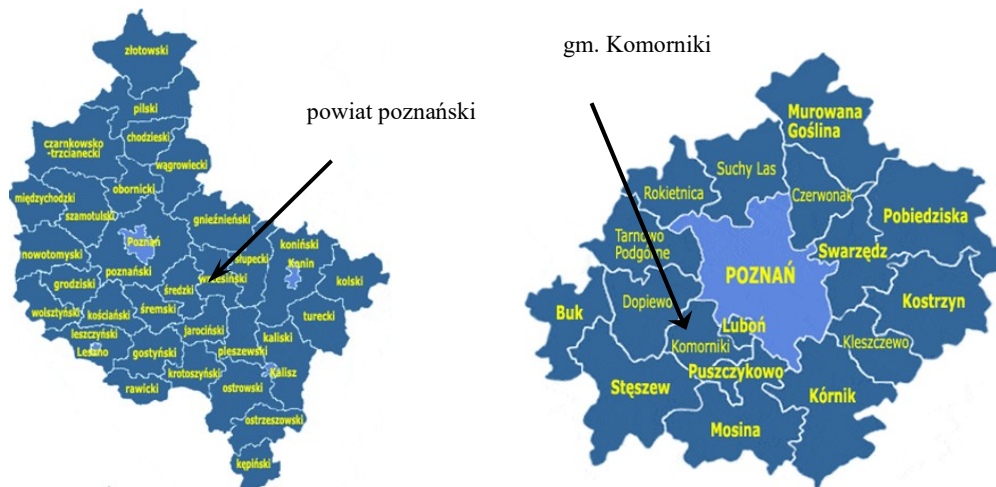 gm. Komorniki
powiat poznański
złotowski
pilski
chodzieski
czarnkowsko
-trzcianecki
wągrowiecki
obornicki
międzychodzki
szamotulski
gnieźnieński
Poznań
nowotomyski
słupecki
koniński
Konin
poznański
wrzesiński
kolski
grodziski
średzki
wolsztyński
kościański
śremski
turecki
leszczyński
jarociński
kaliski
Leszno
gostyński
pleszewski
krotoszyński
Kalisz
rawicki
ostrowski
ostrzeszowski
kępiński
Murowana
Goślina
Suchy Las
Rokietnica
Czerwonak
Pobiedziska
Tarnowo
Podgórne
Swarzędz
POZNAŃ
Dopiewo
Kostrzyn
Buk
Luboń
Komorniki
Kleszczewo
Puszczykowo
Stęszew
Kórnik
Mosina